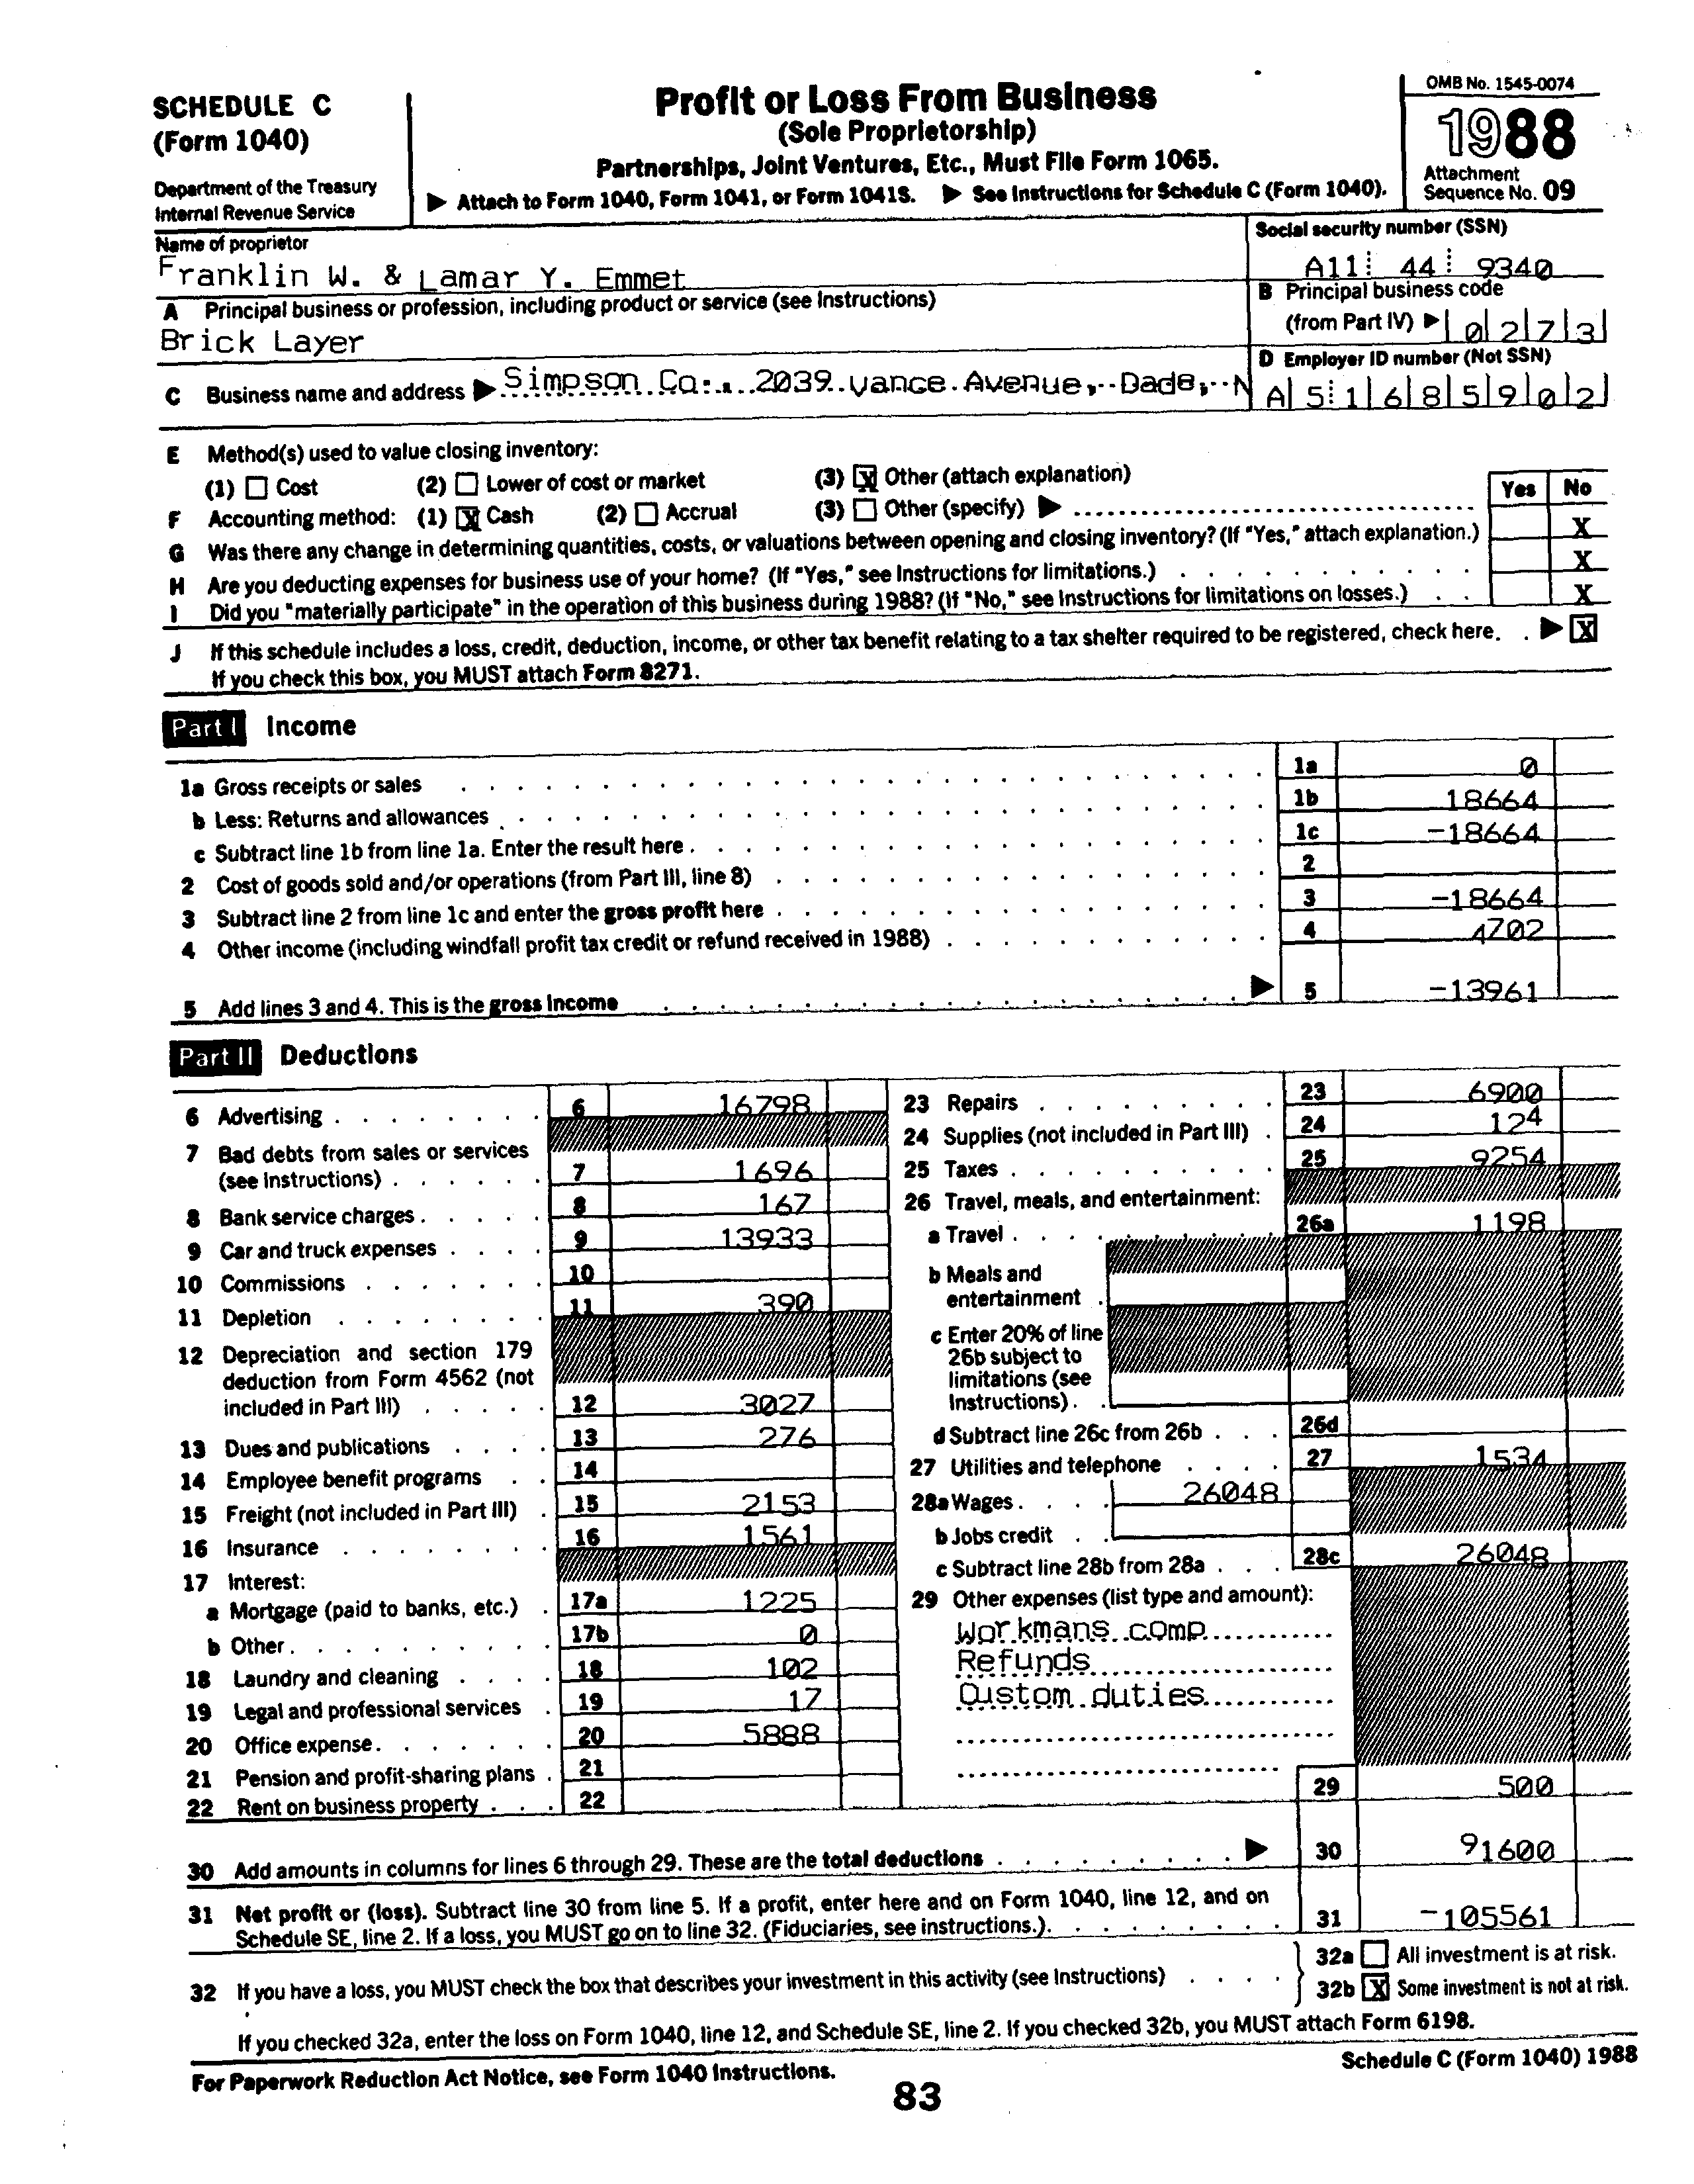 SCHEDULE C
(Form 1040)
Department of the Treasury
Internal Revenue Service
Profit or Loss From Business
(Sole Proprietorship)
Partnerships, Joint Ventures, Etc., Must File Form 1065.
▶ Attach to Form 1040, Form 1041, or Form 1041S. ▶ See Instructions for Schedule C (Form 1040).
OMB No. 1545-0074
1988
Attachment
Sequence No. 09
Name of proprietor
Franklin W. & Lamar Y. Emmet
Social security number (SSN)
A11 44 9340
A Principal business or profession, including product or service (see Instructions)
Brick Layer
B Principal business code
(from Part IV) ▶ 0 2 7 3
C Business name and address ▶ Simpson Co., 2039 vance Avenue, Dade, N
D Employer ID number (Not SSN)
A 5 1 6 8 5 9 0 2
E Method(s) used to value closing inventory:
(1) ☐ Cost (2) ☐ Lower of cost or market (3) ☒ Other (attach explanation)
F Accounting method: (1) ☒ Cash (2) ☐ Accrual (3) ☐ Other (specify) ▶
Yes No
G Was there any change in determining quantities, costs, or valuations between opening and closing inventory? (If "Yes," attach explanation.) X
H Are you deducting expenses for business use of your home? (If "Yes," see Instructions for limitations.) X
I Did you "materially participate" in the operation of this business during 1988? (If "No," see Instructions for limitations on losses.) X
J If this schedule includes a loss, credit, deduction, income, or other tax benefit relating to a tax shelter required to be registered, check here. ▶ ☒
If you check this box, you MUST attach Form 8271.
Part I Income
1a Gross receipts or sales 1a 0
b Less: Returns and allowances 1b 18664
c Subtract line 1b from line 1a. Enter the result here 1c -18664
2 Cost of goods sold and/or operations (from Part III, line 8) 2
3 Subtract line 2 from line 1c and enter the gross profit here 3 -18664
4 Other income (including windfall profit tax credit or refund received in 1988) 4 4702
5 Add lines 3 and 4. This is the gross income ▶ 5 -13961
Part II Deductions
6 Advertising 6 16798
7 Bad debts from sales or services
(see Instructions) 7 1696
8 Bank service charges 8 167
9 Car and truck expenses 9 13933
10 Commissions 10
11 Depletion 11 390
12 Depreciation and section 179
deduction from Form 4562 (not
included in Part III) 12 3027
13 Dues and publications 13 276
14 Employee benefit programs 14
15 Freight (not included in Part III) 15 2153
16 Insurance 16 1561
17 Interest:
a Mortgage (paid to banks, etc.) 17a 1225
b Other 17b 0
18 Laundry and cleaning 18 102
19 Legal and professional services 19 17
20 Office expense 20 5888
21 Pension and profit-sharing plans 21
22 Rent on business property 22
23 Repairs 23 6900
24 Supplies (not included in Part III) 24 124
25 Taxes 25 9254
26 Travel, meals, and entertainment:
a Travel 26a 1198
b Meals and
entertainment
c Enter 20% of line
26b subject to
limitations (see
Instructions)
d Subtract line 26c from 26b 26d
27 Utilities and telephone 27 1534
28a Wages 26048
b Jobs credit
c Subtract line 28b from 28a 28c 26048
29 Other expenses (list type and amount):
Workmans comp
Refunds
Custom duties
29 500
30 Add amounts in columns for lines 6 through 29. These are the total deductions ▶ 30 91600
31 Net profit or (loss). Subtract line 30 from line 5. If a profit, enter here and on Form 1040, line 12, and on
Schedule SE, line 2. If a loss, you MUST go on to line 32. (Fiduciaries, see instructions.) 31 -105561
32 If you have a loss, you MUST check the box that describes your investment in this activity (see Instructions)
32a ☐ All investment is at risk.
32b ☒ Some investment is not at risk.
If you checked 32a, enter the loss on Form 1040, line 12, and Schedule SE, line 2. If you checked 32b, you MUST attach Form 6198.
For Paperwork Reduction Act Notice, see Form 1040 Instructions.
Schedule C (Form 1040) 1988
83